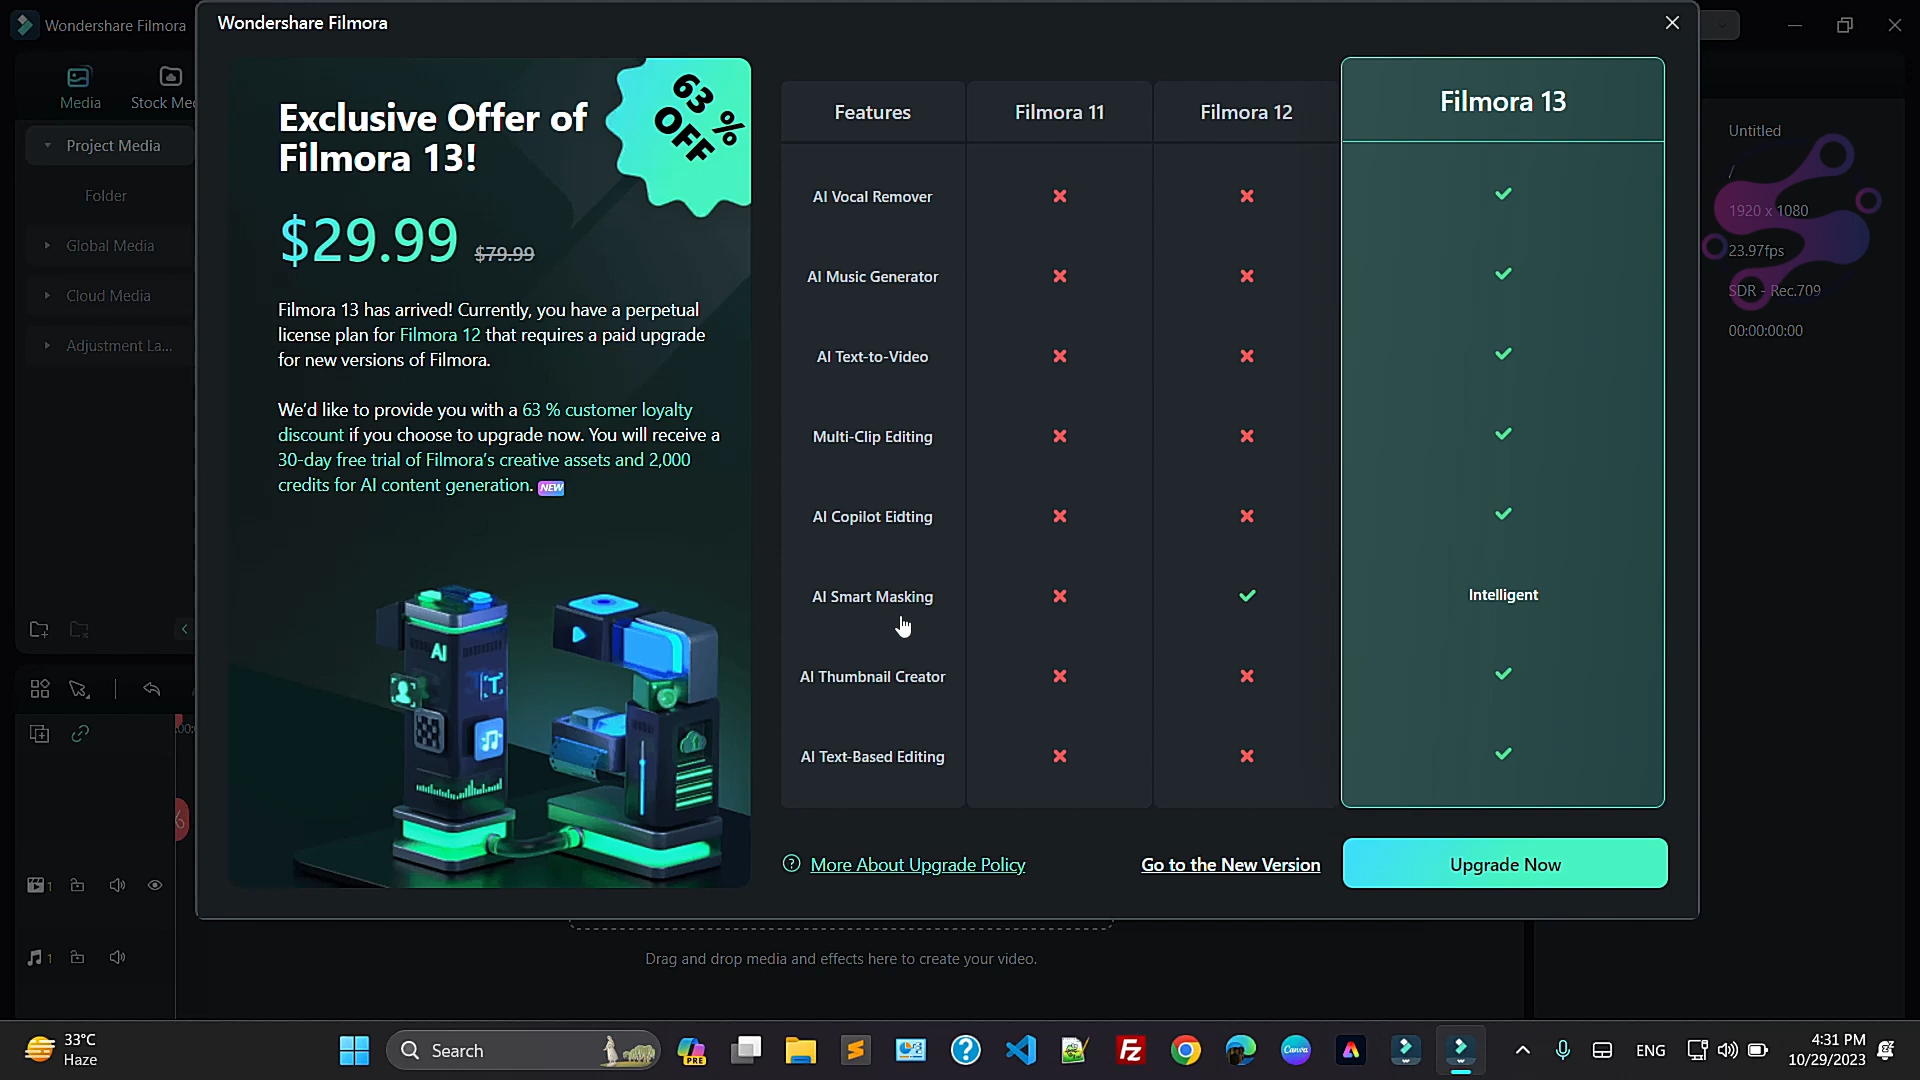 Wondershare Filmora
Wondershare Filmora
Media
Stock Me
Project Media
Folder
Global Media
Cloud Media
Adjustment La...
Exclusive Offer of
Filmora 13!
63 %
OFF
$29.99 $79.99
Filmora 13 has arrived! Currently, you have a perpetual
license plan for Filmora 12 that requires a paid upgrade
for new versions of Filmora.
We'd like to provide you with a 63 % customer loyalty
discount if you choose to upgrade now. You will receive a
30-day free trial of Filmora's creative assets and 2,000
credits for AI content generation. NEW
AI
T
Features Filmora 11 Filmora 12 Filmora 13
AI Vocal Remover
AI Music Generator
AI Text-to-Video
Multi-Clip Editing
AI Copilot Eidting
AI Smart Masking Intelligent
AI Thumbnail Creator
AI Text-Based Editing
More About Upgrade Policy
Go to the New Version
Upgrade Now
Untitled
/
1920 x 1080
23.97fps
SDR - Rec.709
00:00:00:00
1
1
Drag and drop media and effects here to create your video.
33°C
Haze
Search
PRE
Canva
ENG
4:31 PM
10/29/2023